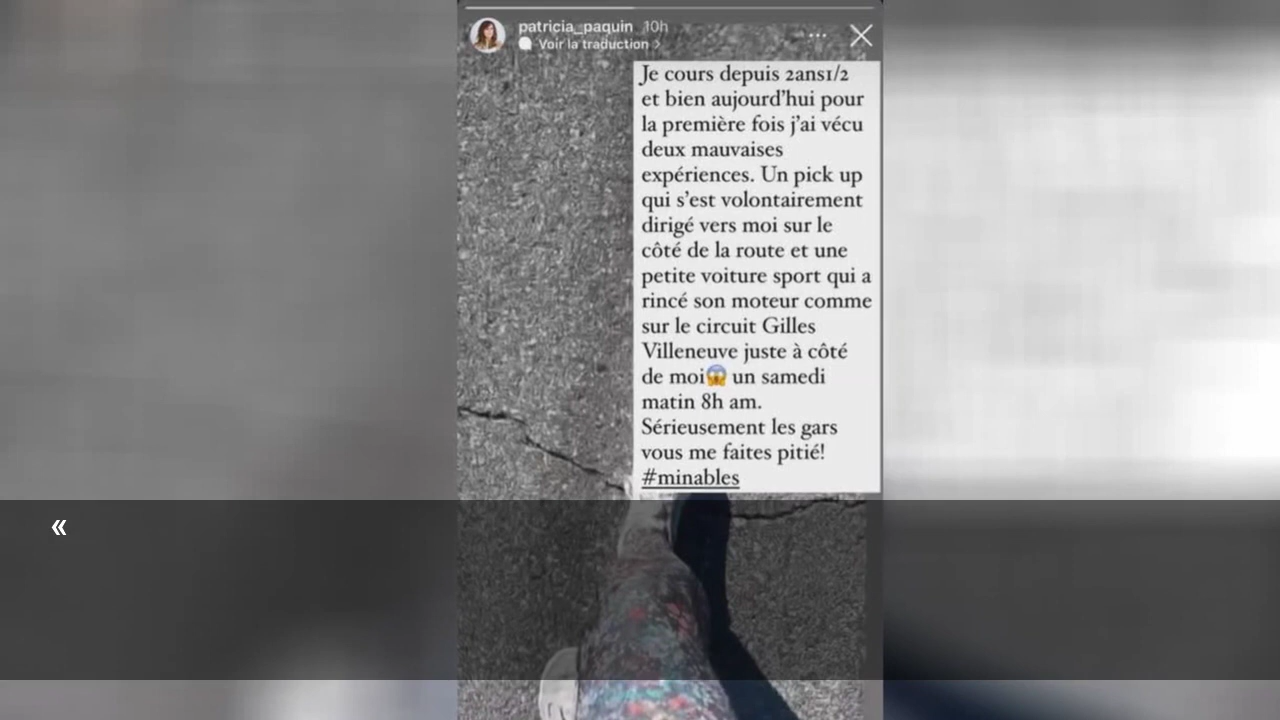 patricia_paquin 10h
Voir la traduction >
Je cours depuis 2ans1/2
et bien aujourd'hui pour
la première fois j'ai vécu
deux mauvaises
expériences. Un pick up
qui s'est volontairement
dirigé vers moi sur le
côté de la route et une
petite voiture sport qui a
rincé son moteur comme
sur le circuit Gilles
Villeneuve juste à côté
de moi😱 un samedi
matin 8h am.
Sérieusement les gars
vous me faites pitié!
#minables
«